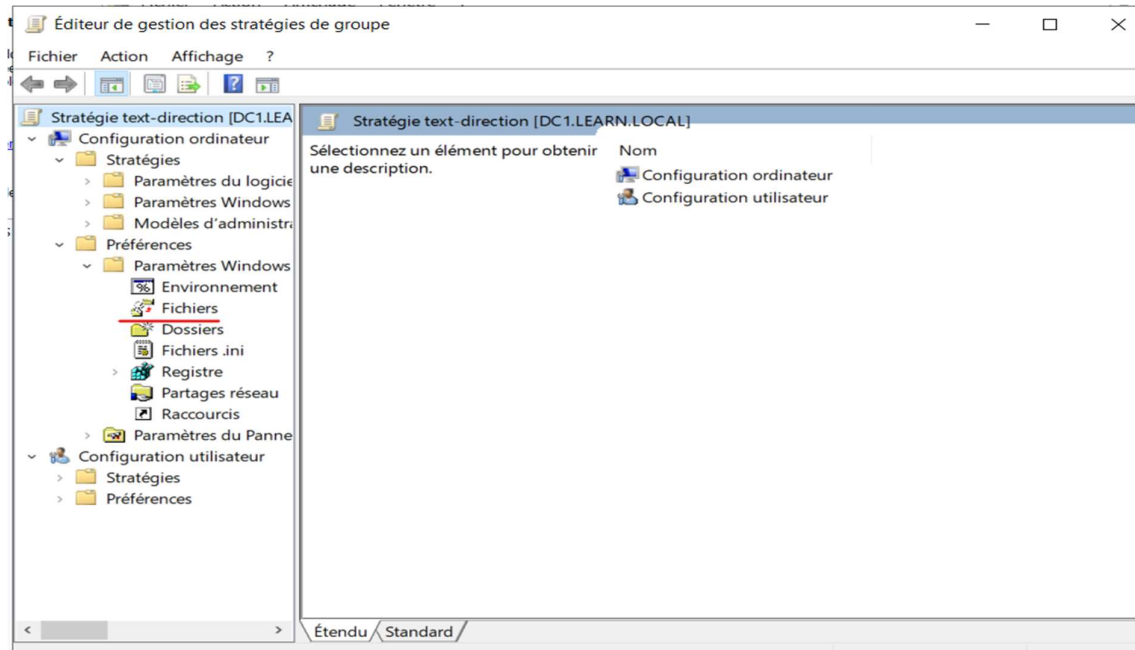 Éditeur de gestion des stratégies de groupe
Fichier Action Affichage ?
Stratégie text-direction [DC1.LEA
Configuration ordinateur
Stratégies
Paramètres du logicie
Paramètres Windows
Modèles d'administra
Préférences
Paramètres Windows
Environnement
Fichiers
Dossiers
Fichiers .ini
Registre
Partages réseau
Raccourcis
Paramètres du Panne
Configuration utilisateur
Stratégies
Préférences
Stratégie text-direction [DC1.LEARN.LOCAL]
Sélectionnez un élément pour obtenir
une description.
Nom
Configuration ordinateur
Configuration utilisateur
Étendu Standard